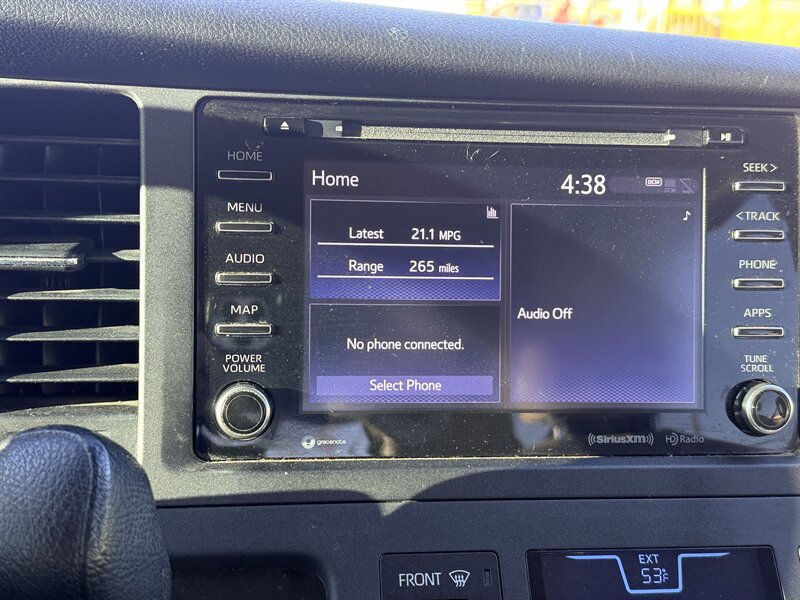 HOME
MENU
AUDIO
MAP
POWER
VOLUME
Home
4:38
DCM
Latest 21.1 MPG
Range 265 miles
No phone connected.
Select Phone
Audio Off
SEEK >
< TRACK
PHONE
APPS
TUNE
SCROLL
gracenote
((SiriusXM))
HD Radio
FRONT
EXT
53°F